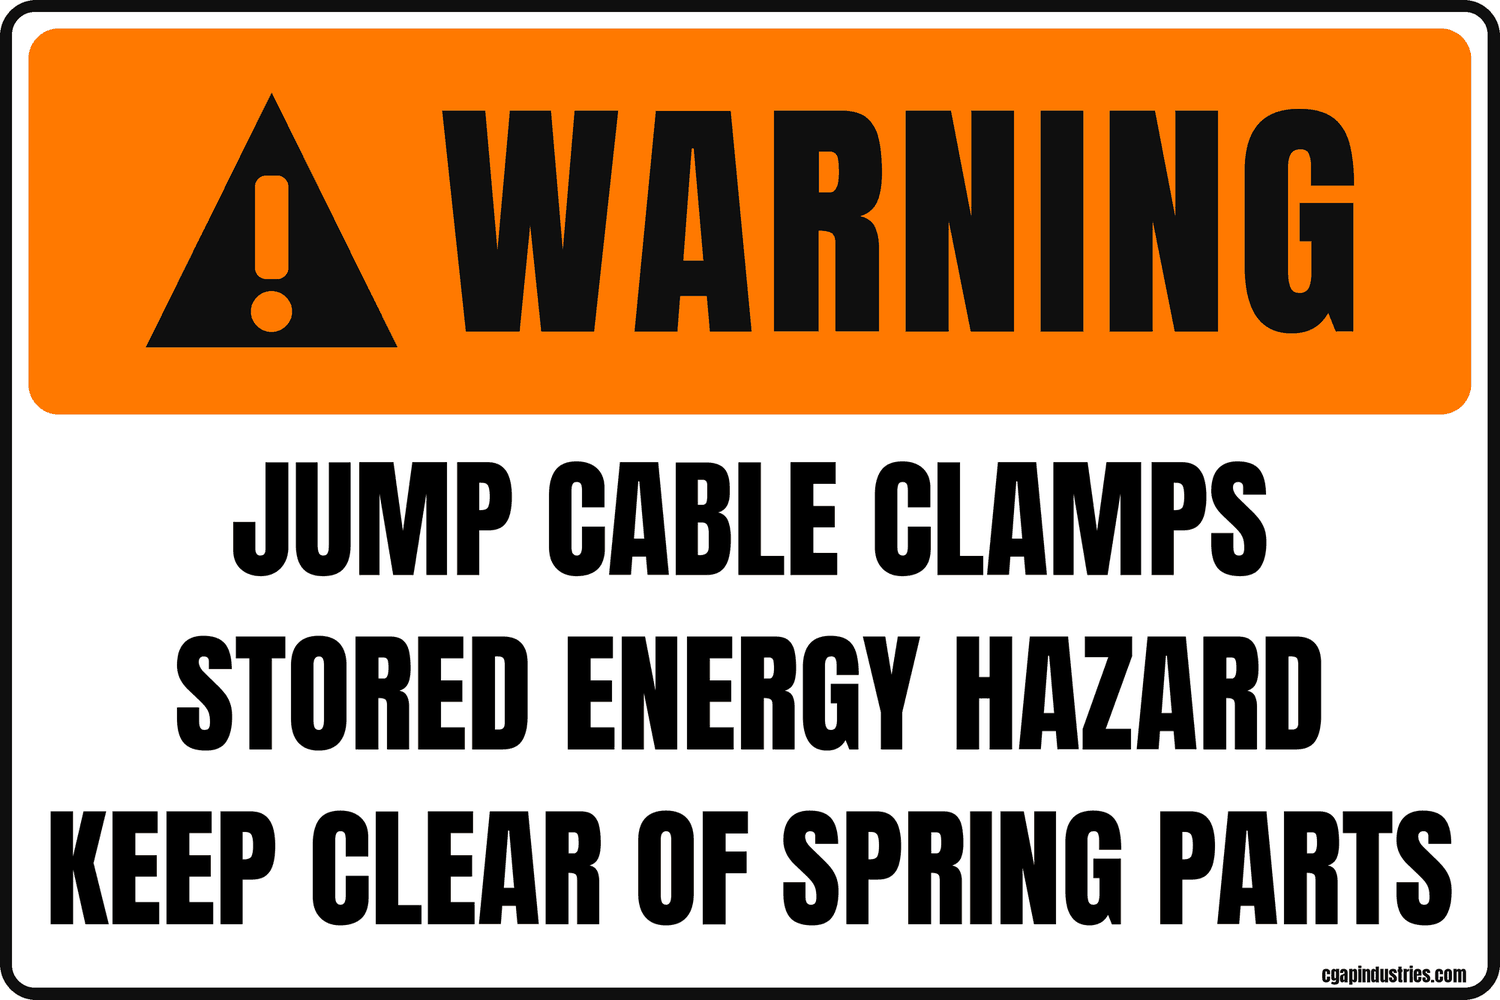 WARNING
JUMP CABLE CLAMPS
STORED ENERGY HAZARD
KEEP CLEAR OF SPRING PARTS
cgapindustries.com